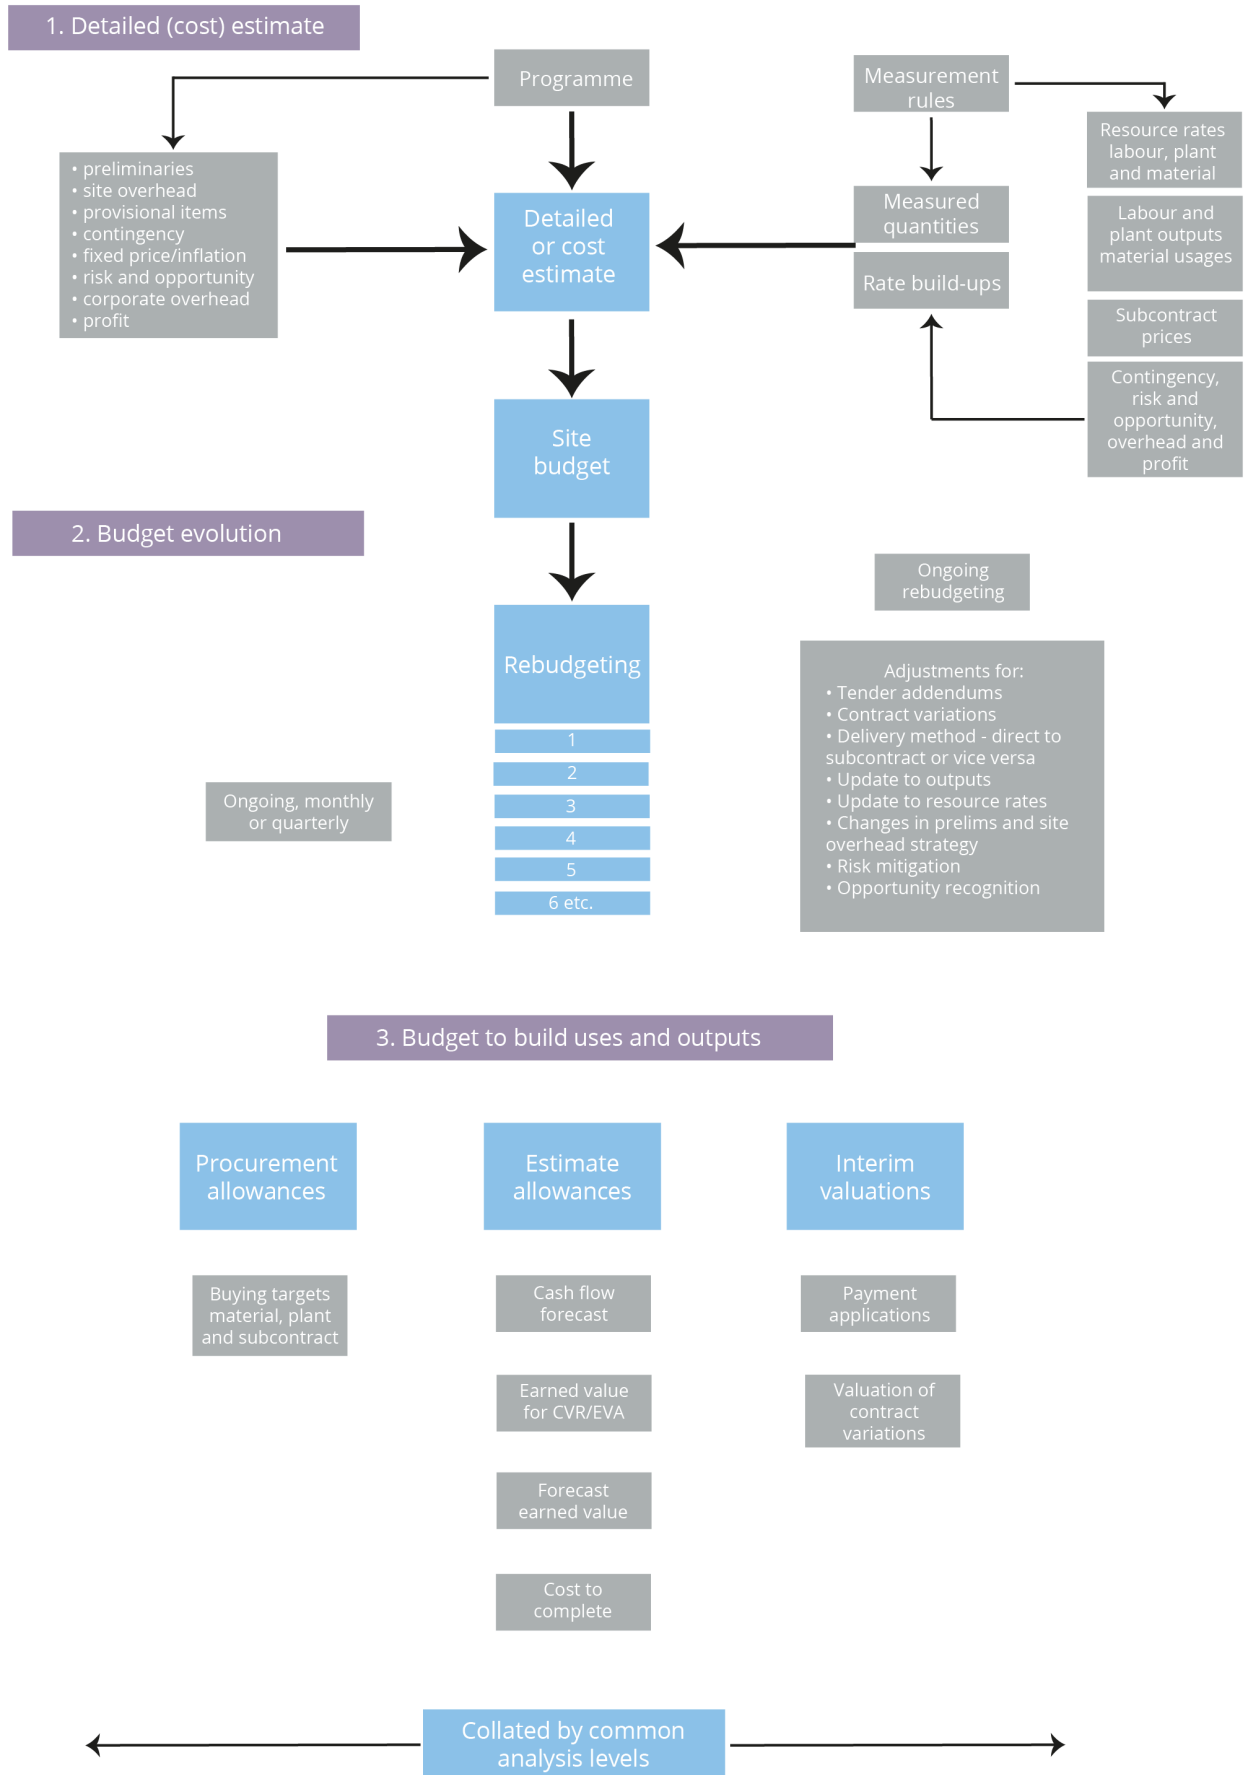 1. Detailed (cost) estimate
Programme
Measurement
rules
• preliminaries
• site overhead
• provisional items
• contingency
• fixed price/inflation
• risk and opportunity
• corporate overhead
• profit
Detailed
or cost
estimate
Measured
quantities
Rate build-ups
Resource rates
labour, plant
and material
Labour and
plant outputs
material usages
Subcontract
prices
Contingency,
risk and
opportunity,
overhead and
profit
Site
budget
2. Budget evolution
Rebudgeting
1
2
3
4
5
6 etc.
Ongoing, monthly
or quarterly
Ongoing
rebudgeting
Adjustments for:
• Tender addendums
• Contract variations
• Delivery method - direct to
subcontract or vice versa
• Update to outputs
• Update to resource rates
• Changes in prelims and site
overhead strategy
• Risk mitigation
• Opportunity recognition
3. Budget to build uses and outputs
Procurement
allowances
Buying targets
material, plant
and subcontract
Estimate
allowances
Cash flow
forecast
Earned value
for CVR/EVA
Forecast
earned value
Cost to
complete
Interim
valuations
Payment
applications
Valuation of
contract
variations
Collated by common
analysis levels